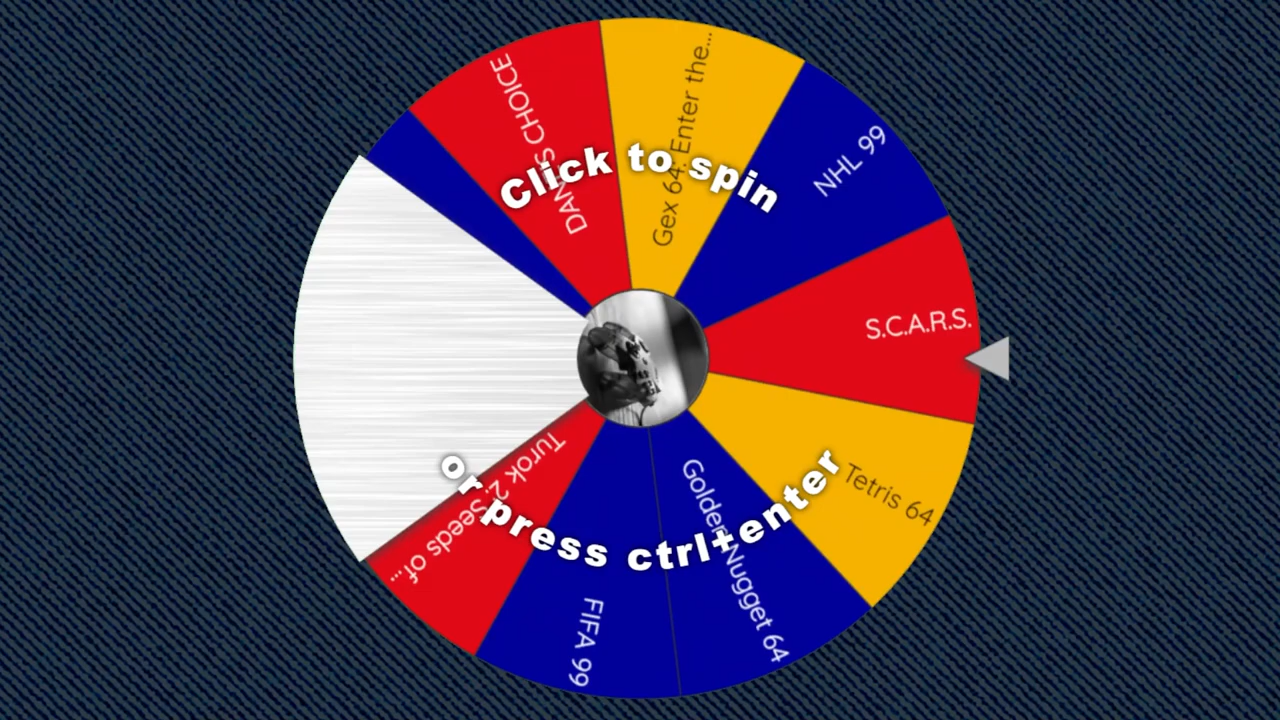 DAN'S CHOICE
Gex 64: Enter the...
NHL 99
S.C.A.R.S.
Tetris 64
Golden Nugget 64
FIFA 99
Turok 2: Seeds of...
Click to spin
or press ctrl+enter